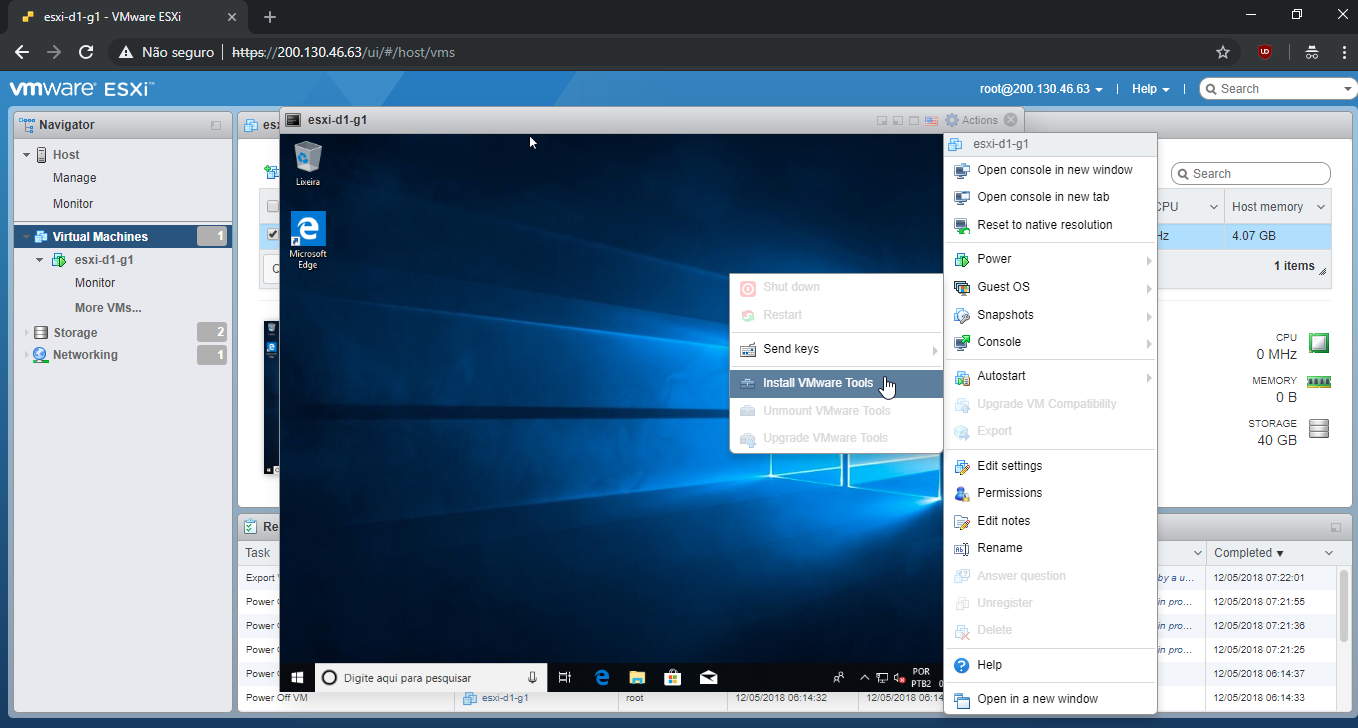 esxi-d1-g1 - VMware ESXi
Não seguro
https://200.130.46.63/ui/#/host/vms
vmware ESXi™
root@200.130.46.63
Help
Search
Navigator
Host
Manage
Monitor
Virtual Machines
1
esxi-d1-g1
Monitor
More VMs...
Storage
2
Networking
1
esxi-d1-g1
Actions
Lixeira
Microsoft
Edge
Shut down
Restart
Send keys
Install VMware Tools
Unmount VMware Tools
Upgrade VMware Tools
esxi-d1-g1
Open console in new window
Open console in new tab
Reset to native resolution
Power
Guest OS
Snapshots
Console
Autostart
Upgrade VM Compatibility
Export
Edit settings
Permissions
Edit notes
Rename
Answer question
Unregister
Delete
Help
Open in a new window
Search
Host memory
4.07 GB
1 items
CPU
0 MHz
MEMORY
0 B
STORAGE
40 GB
Task
Completed
Export
by a u...
12/05/2018 07:22:01
Power
in pro...
12/05/2018 07:21:55
Power
in pro...
12/05/2018 07:21:36
Power
in pro...
12/05/2018 07:21:25
Power
12/05/2018 06:14:37
Digite aqui para pesquisar
POR
PTB2
Power Off VM
esxi-d1-g1
root
12/05/2018 06:14:32
12/05/2018 06:14
12/05/2018 06:14:33